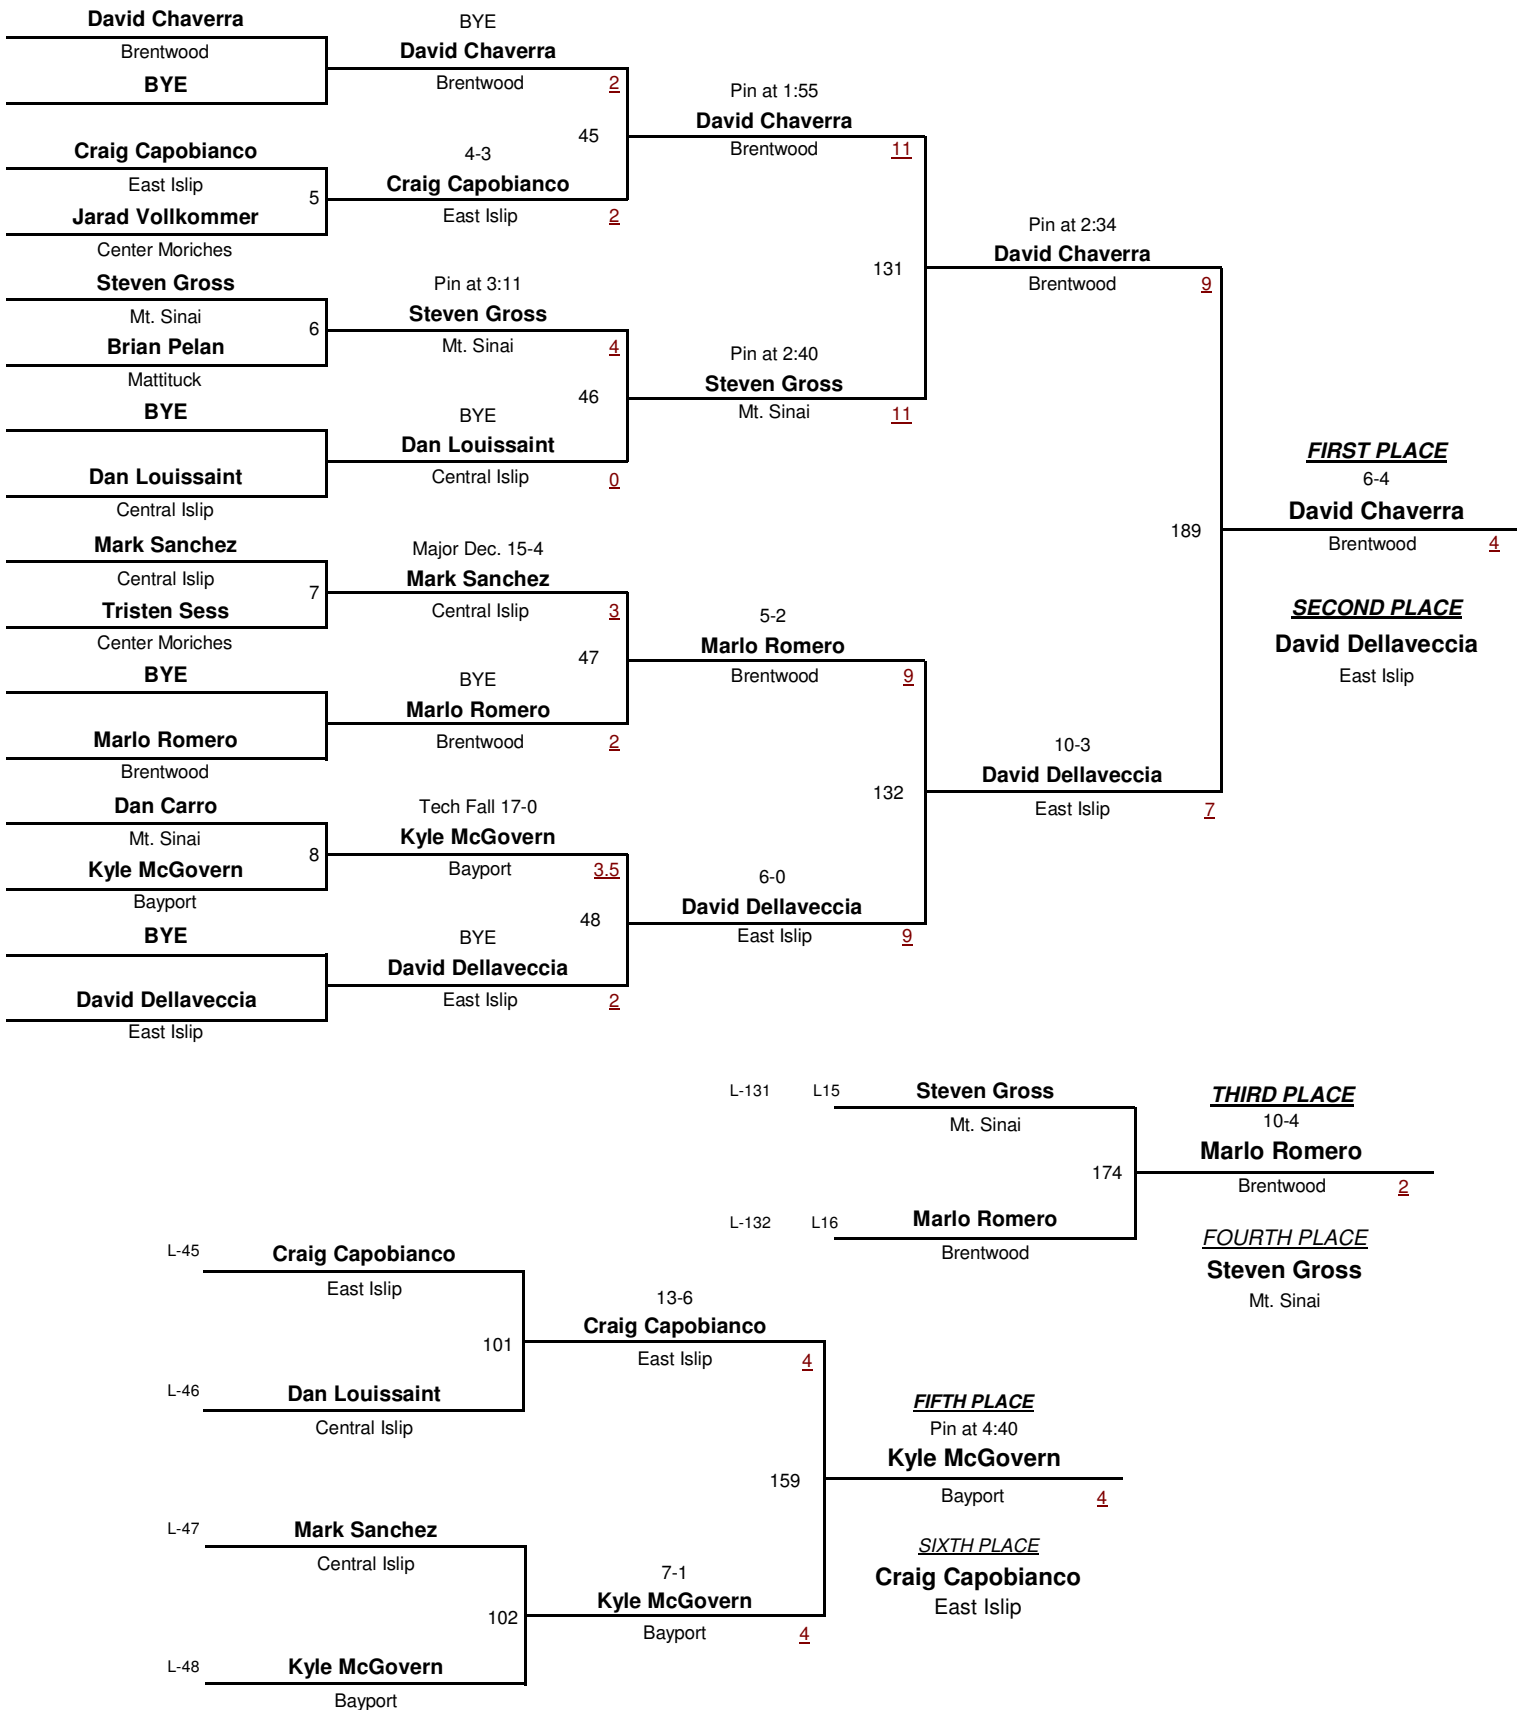 David Chaverra
Brentwood
BYE
Craig Capobianco
East Islip
5
Jarad Vollkommer
Center Moriches
Steven Gross
Mt. Sinai
6
Brian Pelan
Mattituck
BYE
Dan Louissaint
Central Islip
Mark Sanchez
Central Islip
7
Tristen Sess
Center Moriches
BYE
Marlo Romero
Brentwood
Dan Carro
Mt. Sinai
8
Kyle McGovern
Bayport
BYE
David Dellaveccia
East Islip
BYE
David Chaverra
Brentwood 2
45
4-3
Craig Capobianco
East Islip 2
Pin at 3:11
Steven Gross
Mt. Sinai 4
46
BYE
Dan Louissaint
Central Islip 0
Major Dec. 15-4
Mark Sanchez
Central Islip 3
47
BYE
Marlo Romero
Brentwood 2
Tech Fall 17-0
Kyle McGovern
Bayport 3.5
48
BYE
David Dellaveccia
East Islip 2
Pin at 1:55
David Chaverra
Brentwood 11
131
Pin at 2:40
Steven Gross
Mt. Sinai 11
5-2
Marlo Romero
Brentwood 9
132
6-0
David Dellaveccia
East Islip 9
Pin at 2:34
David Chaverra
Brentwood 9
189
10-3
David Dellaveccia
East Islip 7
FIRST PLACE
6-4
David Chaverra
Brentwood 4
SECOND PLACE
David Dellaveccia
East Islip
L-131 L15 Steven Gross
Mt. Sinai
174
L-132 L16 Marlo Romero
Brentwood
THIRD PLACE
10-4
Marlo Romero
Brentwood 2
FOURTH PLACE
Steven Gross
Mt. Sinai
L-45 Craig Capobianco
East Islip
101
L-46 Dan Louissaint
Central Islip
L-47 Mark Sanchez
Central Islip
102
L-48 Kyle McGovern
Bayport
13-6
Craig Capobianco
East Islip 4
159
7-1
Kyle McGovern
Bayport 4
FIFTH PLACE
Pin at 4:40
Kyle McGovern
Bayport 4
SIXTH PLACE
Craig Capobianco
East Islip